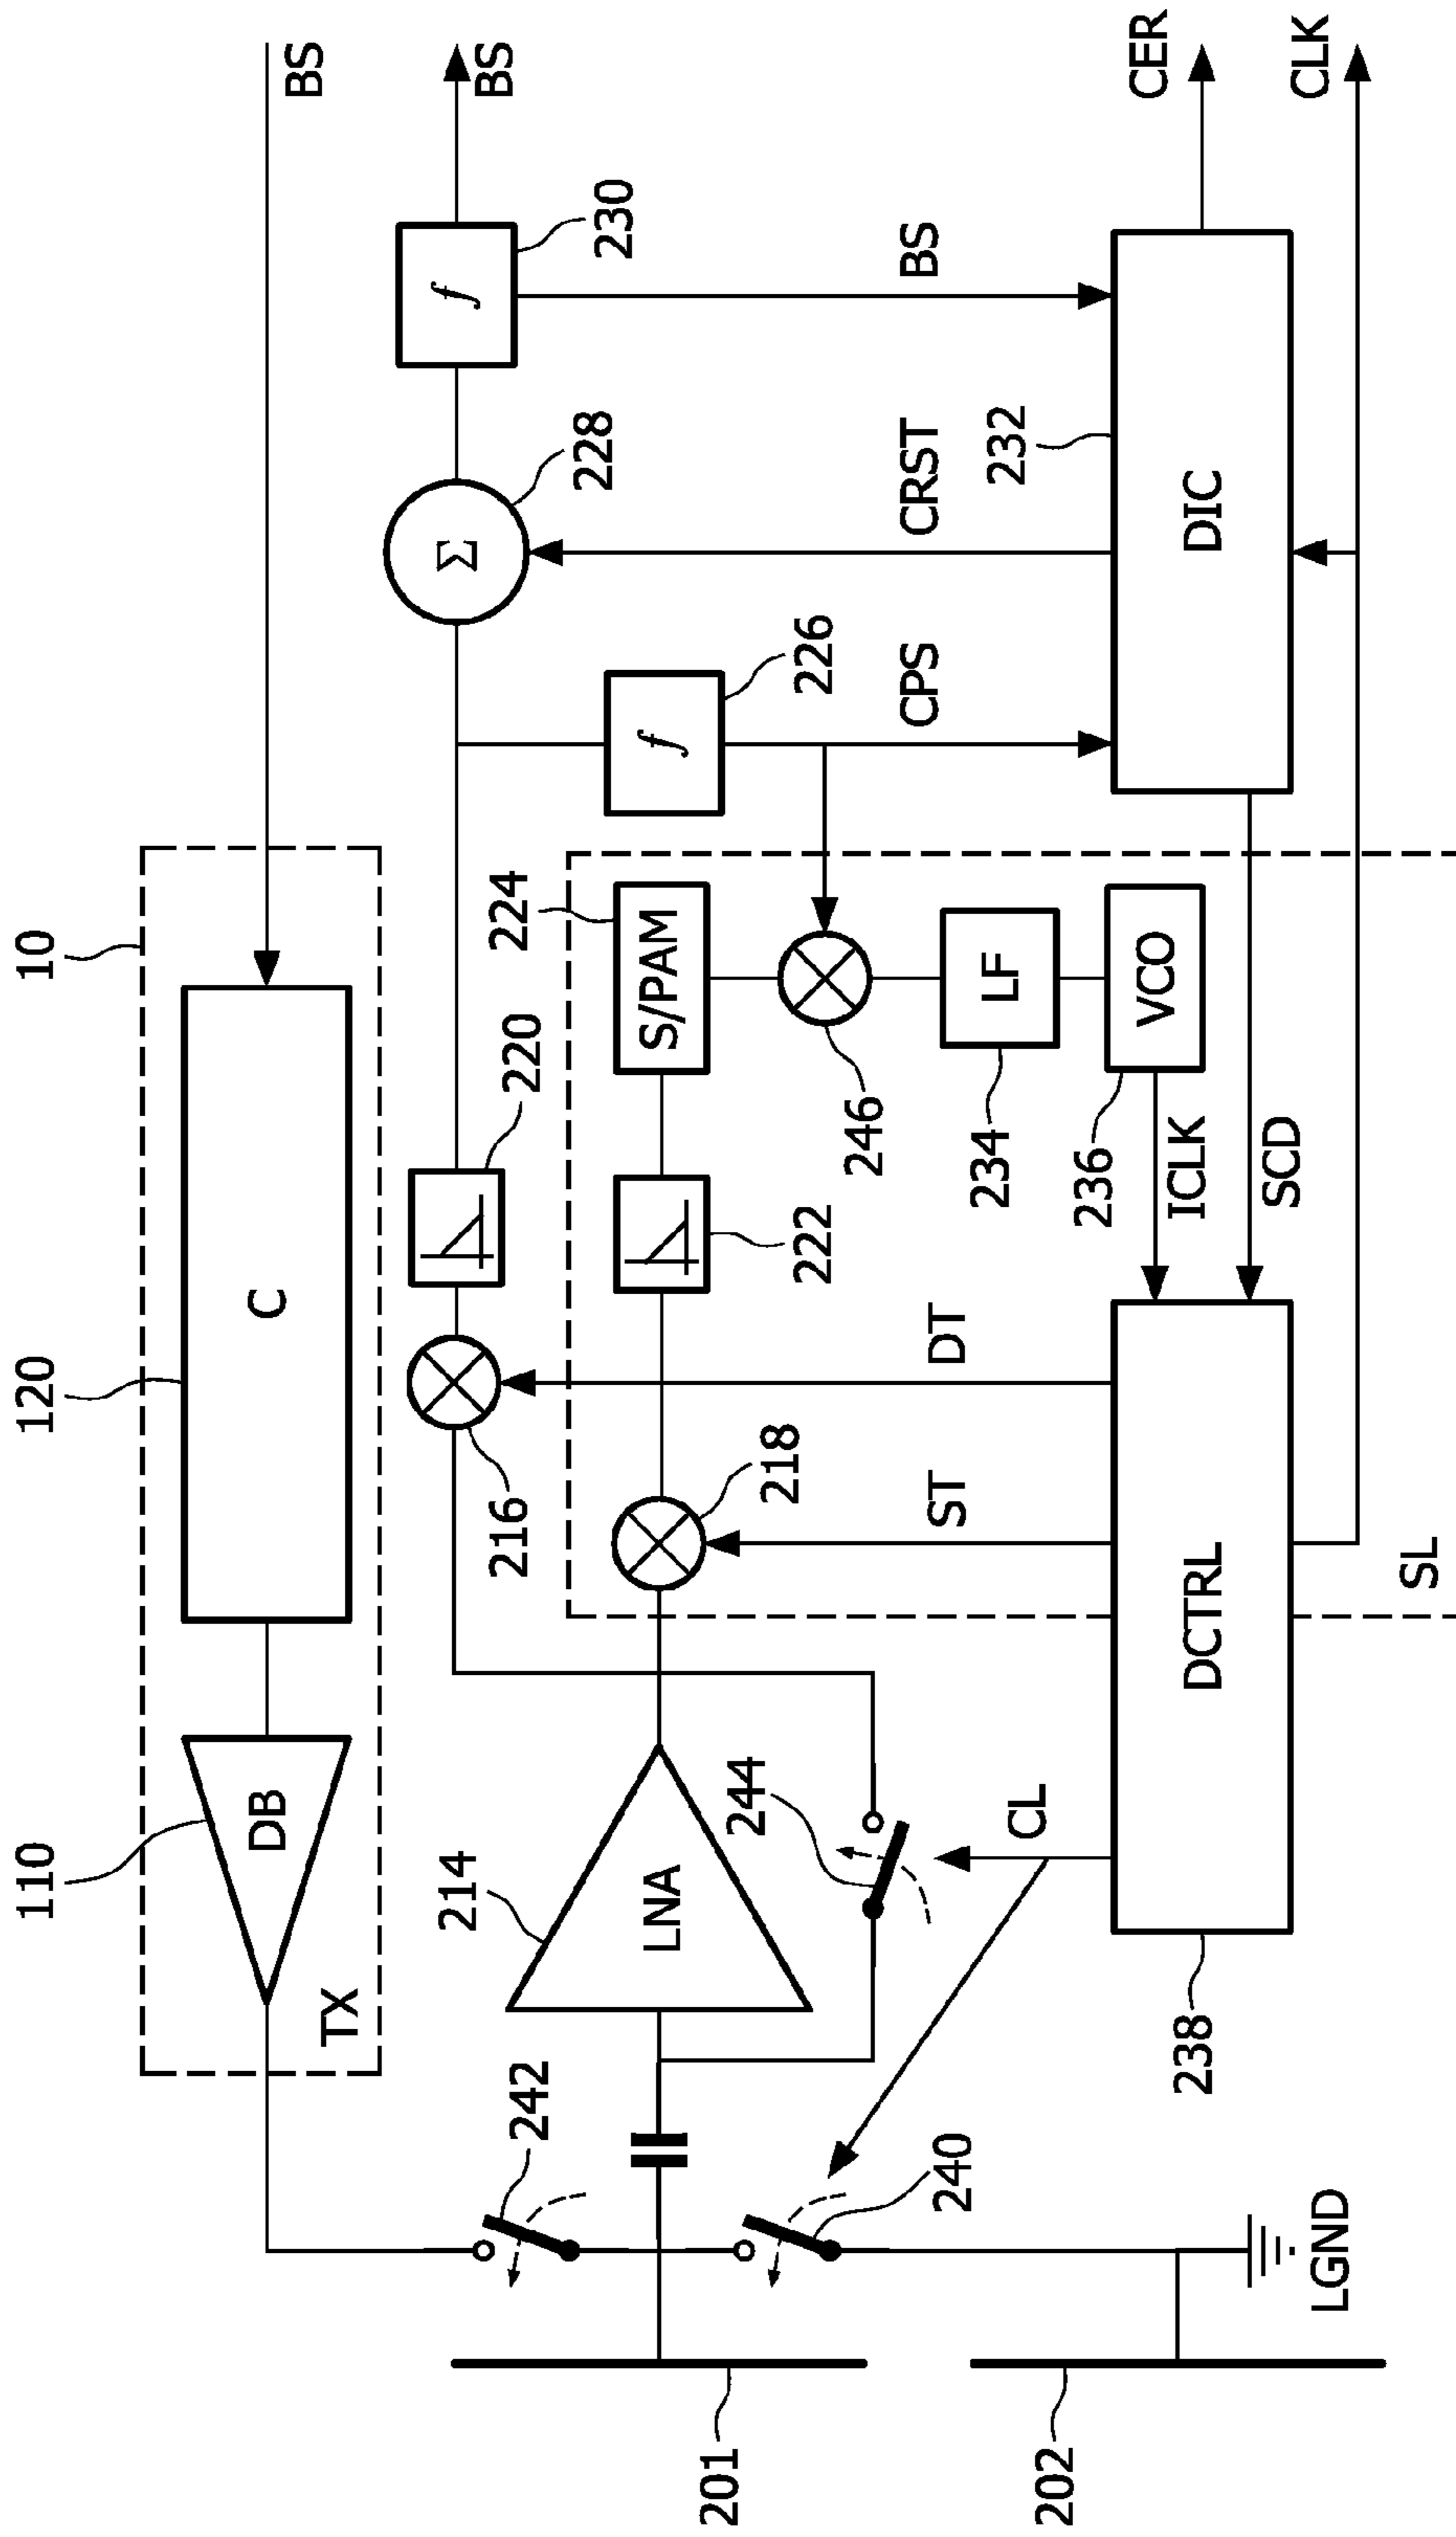 10
120
110
BS
C
DB
TX
BS
230
f
228
Σ
220
216
242
224
S/PAM
226
f
BS
CRST
CPS
214
LNA
218
222
246
LF
234
VCO
236
244
DT
ST
CL
ICLK
SCD
232
DIC
CER
CLK
DCTRL
238
240
SL
LGND
201
202